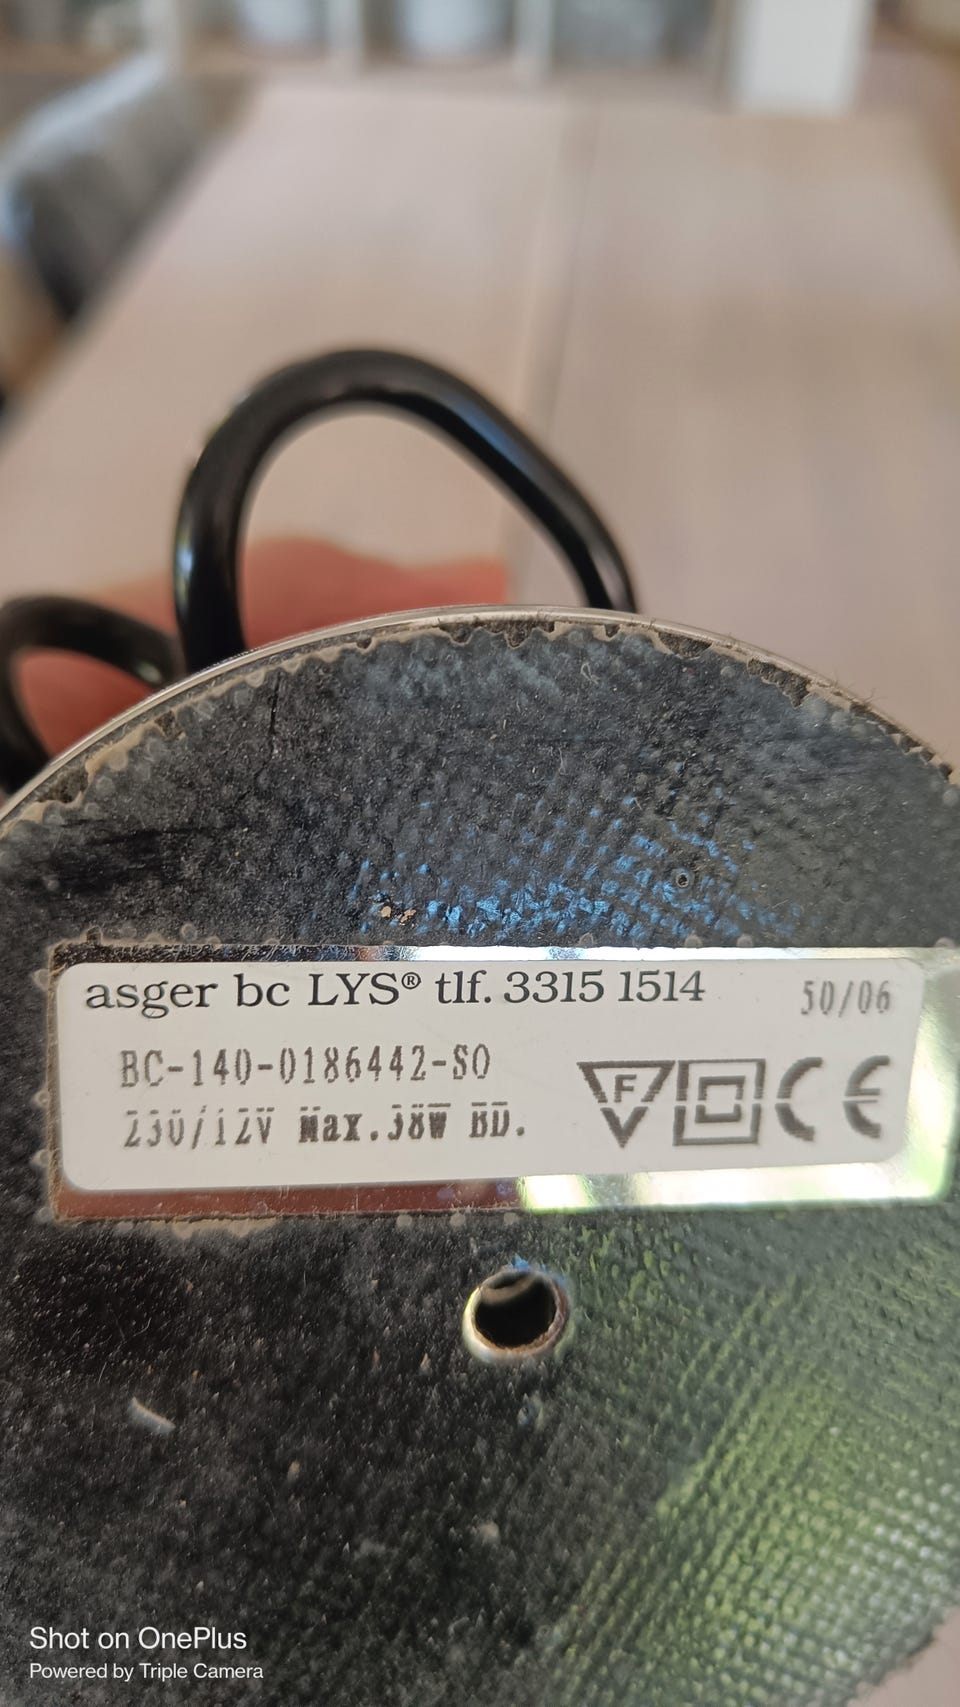 asger bc LYS® tlf. 3315 1514
50/06
BC-140-0186442-SO
230/12V Max.38W BD.
F
CE
Shot on OnePlus
Powered by Triple Camera